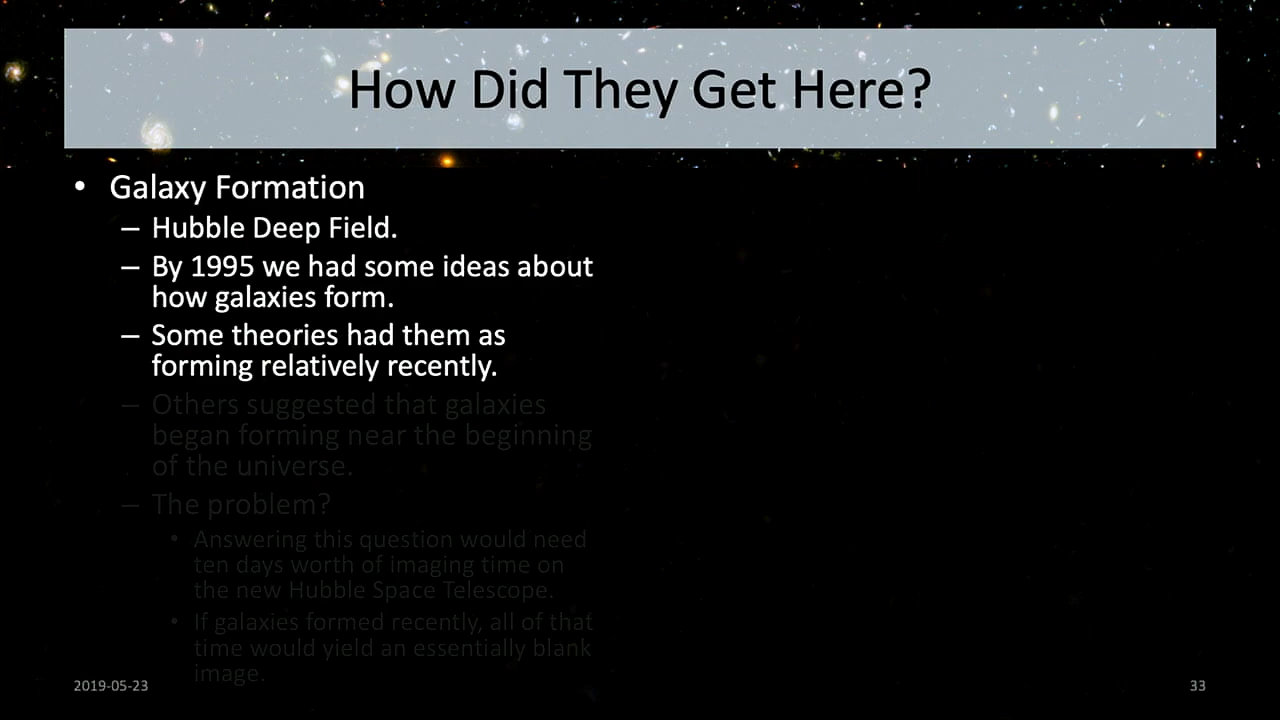 How Did They Get Here?
• Galaxy Formation
– Hubble Deep Field.
– By 1995 we had some ideas about
how galaxies form.
– Some theories had them as
forming relatively recently.
– Others suggested that galaxies
began forming near the beginning
of the universe.
– The problem?
• Answering this question would need
ten days worth of imaging time on
the new Hubble Space Telescope.
• If galaxies formed recently, all of that
time would yield an essentially blank
image.
2019-05-23
33